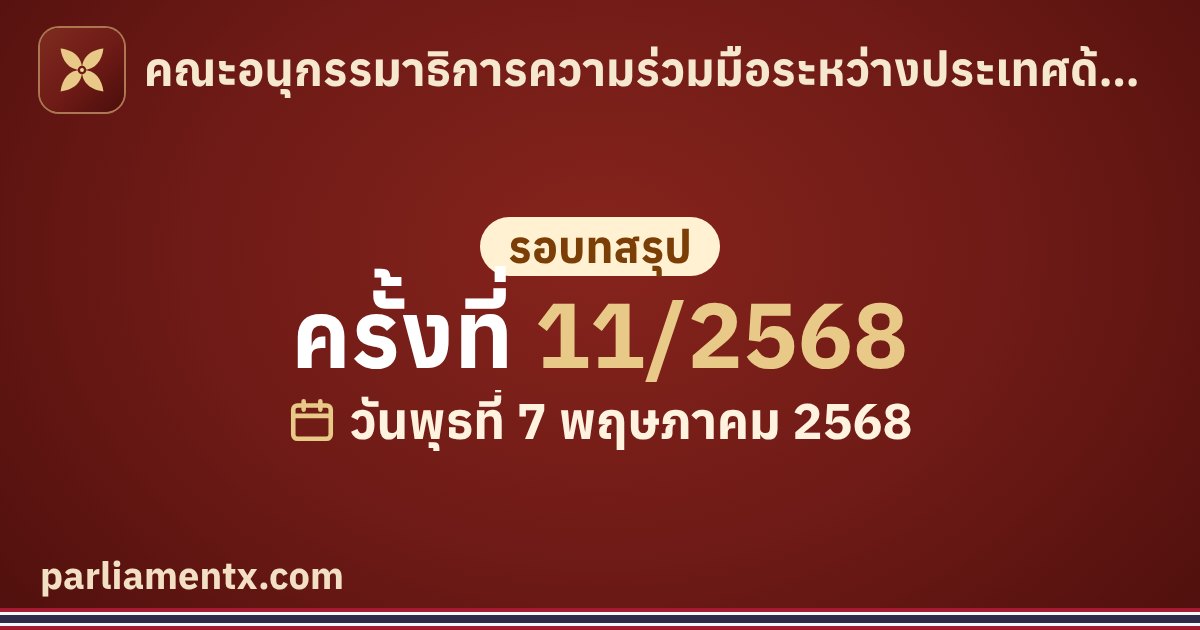 คณะอนุกรรมาธิการความร่วมมือระหว่างประเทศด้...
รอบทสรุป
ครั้งที่ 11/2568
วันพุธที่ 7 พฤษภาคม 2568
parliamentx.com